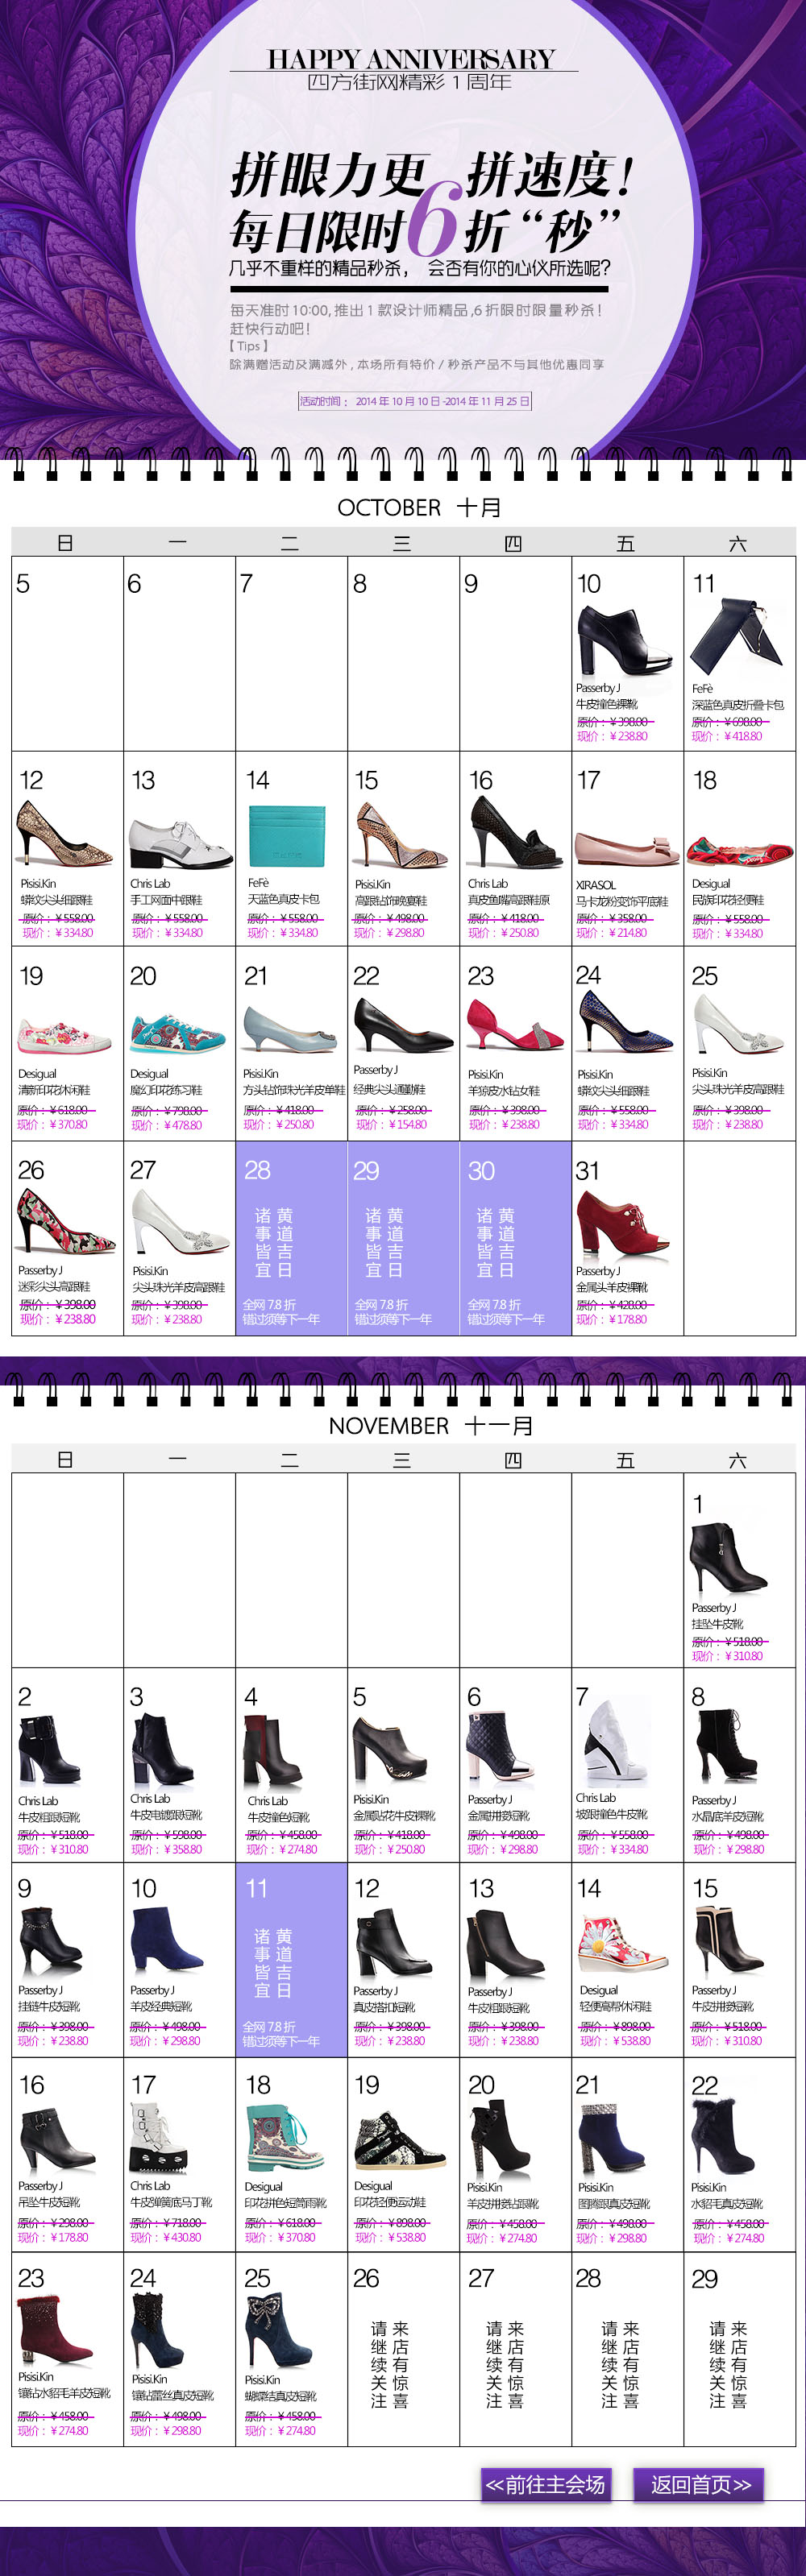 HAPPY ANNIVERSARY
四方街网精彩 1 周年
拼眼力更拼速度!
每日限时6折“秒”
几乎不重样的精品秒杀， 会否有你的心仪所选呢?
每天准时 10:00,推出 1 款设计师精品,6 折限时限量秒杀！
赶快行动吧！
【Tips】
除满赠活动及满减外，本场所有特价 / 秒杀产品不与其他优惠同享
活动时间： 2014 年 10 月 10 日 -2014 年 11 月 25 日
OCTOBER 十月
日 一 二 三 四 五 六
5
6
7
8
9
10
Passerby J
牛皮撞色裸靴
原价：￥398.00
现价：￥238.80
11
FeFè
深蓝色真皮折叠卡包
原价：￥698.00
现价：￥418.80
12
Pisisi.Kin
蟒纹尖头细跟鞋
原价：￥558.00
现价：￥334.80
13
Chris Lab
手工网面中跟鞋
原价：￥558.00
现价：￥334.80
14
FeFè
天蓝色真皮卡包
原价：￥558.00
现价：￥334.80
15
Pisisi.Kin
高跟钻饰晚宴鞋
原价：￥498.00
现价：￥298.80
16
Chris Lab
真皮鱼嘴高跟鞋原
原价：￥418.00
现价：￥250.80
17
XIRASOL
马卡龙粉变饰平底鞋
原价：￥358.00
现价：￥214.80
18
Desigual
民族印花轻便鞋
原价：￥558.00
现价：￥334.80
19
Desigual
清新印花休闲鞋
原价：￥618.00
现价：￥370.80
20
Desigual
魔幻印花练习鞋
原价：￥798.00
现价：￥478.80
21
Pisisi.Kin
方头钻饰珠光羊皮单鞋
原价：￥418.00
现价：￥250.80
22
Passerby J
经典尖头通勤鞋
原价：￥258.00
现价：￥154.80
23
Pisisi.Kin
羊猄皮水钻女鞋
原价：￥398.00
现价：￥238.80
24
Pisisi.Kin
蟒纹尖头细跟鞋
原价：￥558.00
现价：￥334.80
25
Pisisi.Kin
尖头珠光羊皮高跟鞋
原价：￥398.00
现价：￥238.80
26
Passerby J
迷彩尖头高跟鞋
原价：￥398.00
现价：￥238.80
27
Pisisi.Kin
尖头珠光羊皮高跟鞋
原价：￥398.00
现价：￥238.80
28
黄道吉日
诸事皆宜
全网 7.8 折
错过须等下一年
29
黄道吉日
诸事皆宜
全网 7.8 折
错过须等下一年
30
黄道吉日
诸事皆宜
全网 7.8 折
错过须等下一年
31
Passerby J
金属头羊皮裸靴
原价：￥428.00
现价：￥178.80
NOVEMBER 十一月
日 一 二 三 四 五 六
1
Passerby J
挂坠牛皮靴
原价：￥518.00
现价：￥310.80
2
Chris Lab
牛皮粗跟短靴
原价：￥518.00
现价：￥310.80
3
Chris Lab
牛皮电镀跟短靴
原价：￥598.00
现价：￥358.80
4
Chris Lab
牛皮撞色短靴
原价：￥458.00
现价：￥274.80
5
Pisisi.Kin
金属贴花牛皮裸靴
原价：￥418.00
现价：￥250.80
6
Passerby J
金属拼接短靴
原价：￥498.00
现价：￥298.80
7
Chris Lab
坡跟撞色牛皮靴
原价：￥558.00
现价：￥334.80
8
Passerby J
水晶底羊皮短靴
原价：￥498.00
现价：￥298.80
9
Passerby J
挂链牛皮短靴
原价：￥398.00
现价：￥238.80
10
Passerby J
羊皮经典短靴
原价：￥498.00
现价：￥298.80
11
黄道吉日
诸事皆宜
全网 7.8 折
错过须等下一年
12
Passerby J
真皮搭扣短靴
原价：￥398.00
现价：￥238.80
13
Passerby J
牛皮粗跟短靴
原价：￥398.00
现价：￥238.80
14
Desigual
轻便高帮休闲鞋
原价：￥898.00
现价：￥538.80
15
Passerby J
牛皮拼接短靴
原价：￥518.00
现价：￥310.80
16
Passerby J
吊坠牛皮短靴
原价：￥298.00
现价：￥178.80
17
Chris Lab
牛皮弹簧底马丁靴
原价：￥718.00
现价：￥430.80
18
Desigual
印花拼色短筒雨靴
原价：￥618.00
现价：￥370.80
19
Desigual
印花轻便运动鞋
原价：￥898.00
现价：￥538.80
20
Pisisi.Kin
羊皮拼接钻跟靴
原价：￥458.00
现价：￥274.80
21
Pisisi.Kin
图腾跟真皮短靴
原价：￥498.00
现价：￥298.80
22
Pisisi.Kin
水貂毛真皮短靴
原价：￥458.00
现价：￥274.80
23
Pisisi.Kin
镶钻水貂毛羊皮短靴
原价：￥458.00
现价：￥274.80
24
Pisisi.Kin
镶钻蕾丝真皮短靴
原价：￥498.00
现价：￥298.80
25
Pisisi.Kin
蝴蝶结真皮短靴
原价：￥458.00
现价：￥274.80
26
来店有惊喜
请继续关注
27
来店有惊喜
请继续关注
28
来店有惊喜
请继续关注
29
来店有惊喜
请继续关注
<<前往主会场
返回首页>>